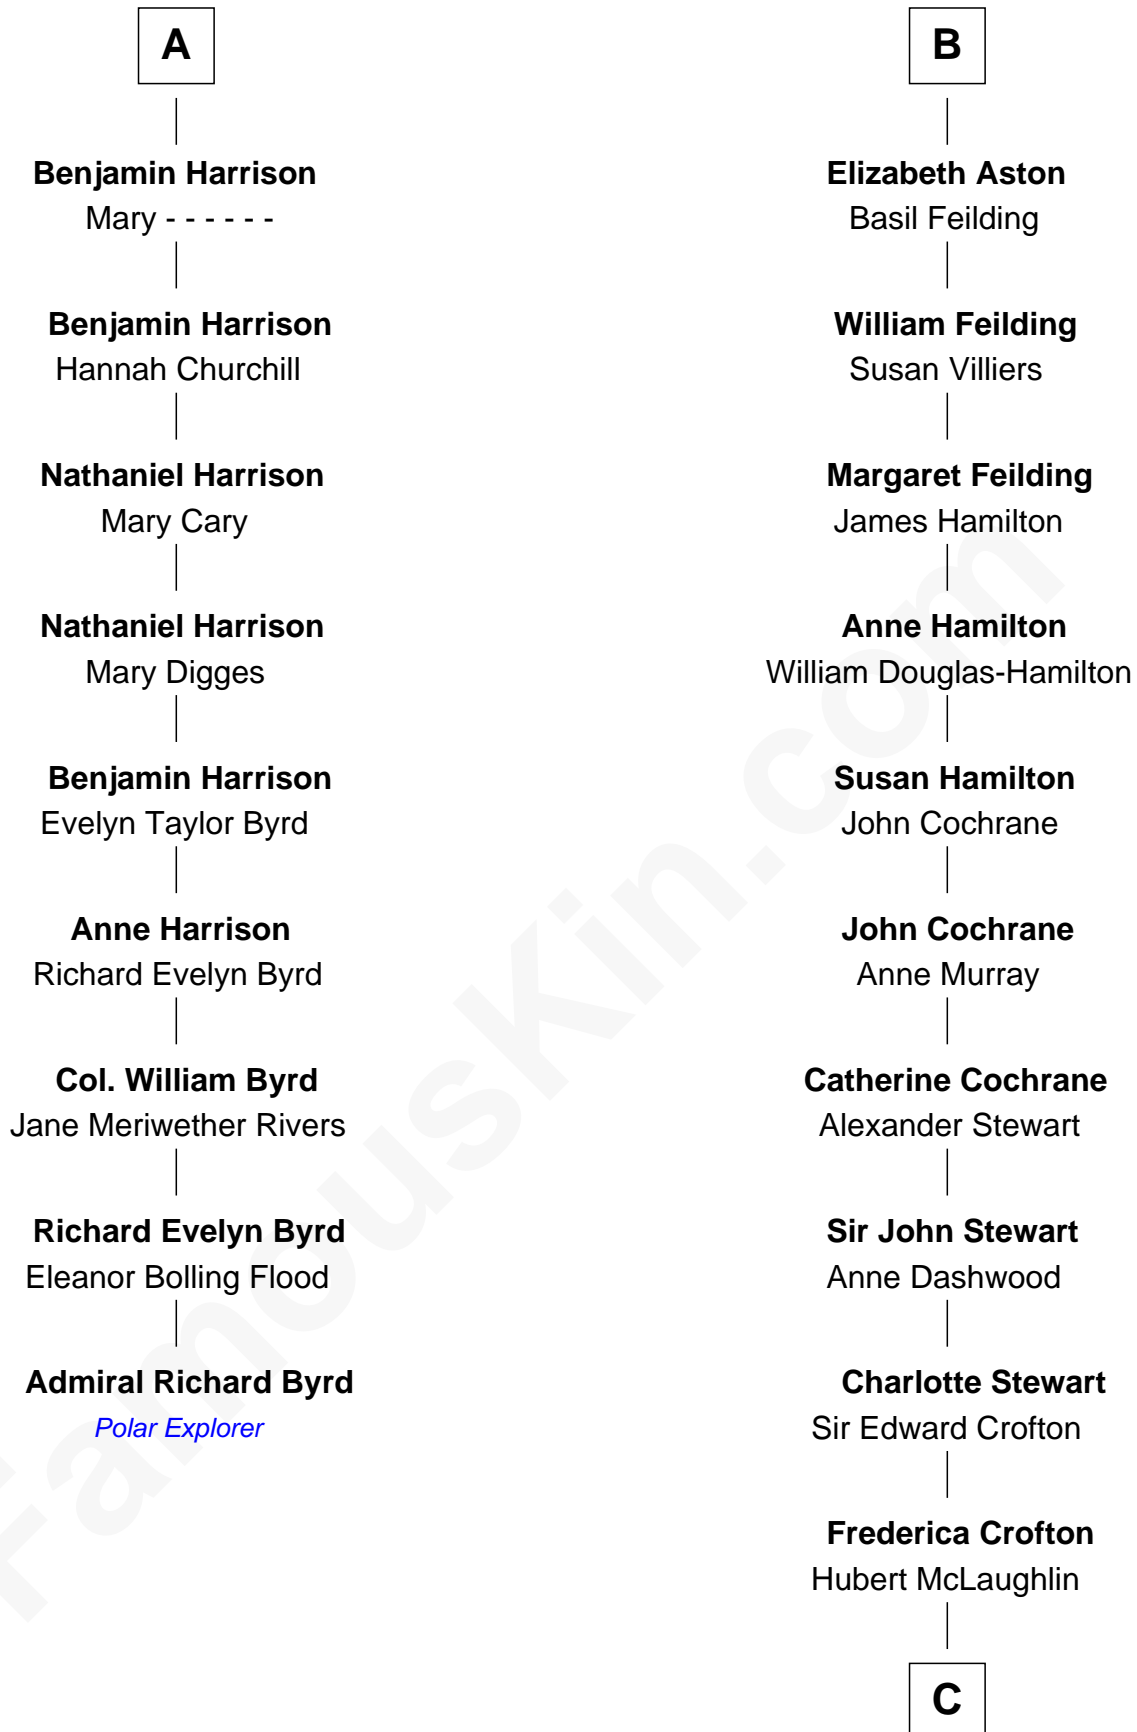 A
Benjamin Harrison
Mary - - - - - -
Benjamin Harrison
Hannah Churchill
Nathaniel Harrison
Mary Cary
Nathaniel Harrison
Mary Digges
Benjamin Harrison
Evelyn Taylor Byrd
Anne Harrison
Richard Evelyn Byrd
Col. William Byrd
Jane Meriwether Rivers
Richard Evelyn Byrd
Eleanor Bolling Flood
Admiral Richard Byrd
Polar Explorer
B
Elizabeth Aston
Basil Feilding
William Feilding
Susan Villiers
Margaret Feilding
James Hamilton
Anne Hamilton
William Douglas-Hamilton
Susan Hamilton
John Cochrane
John Cochrane
Anne Murray
Catherine Cochrane
Alexander Stewart
Sir John Stewart
Anne Dashwood
Charlotte Stewart
Sir Edward Crofton
Frederica Crofton
Hubert McLaughlin
C
FamousKin.com